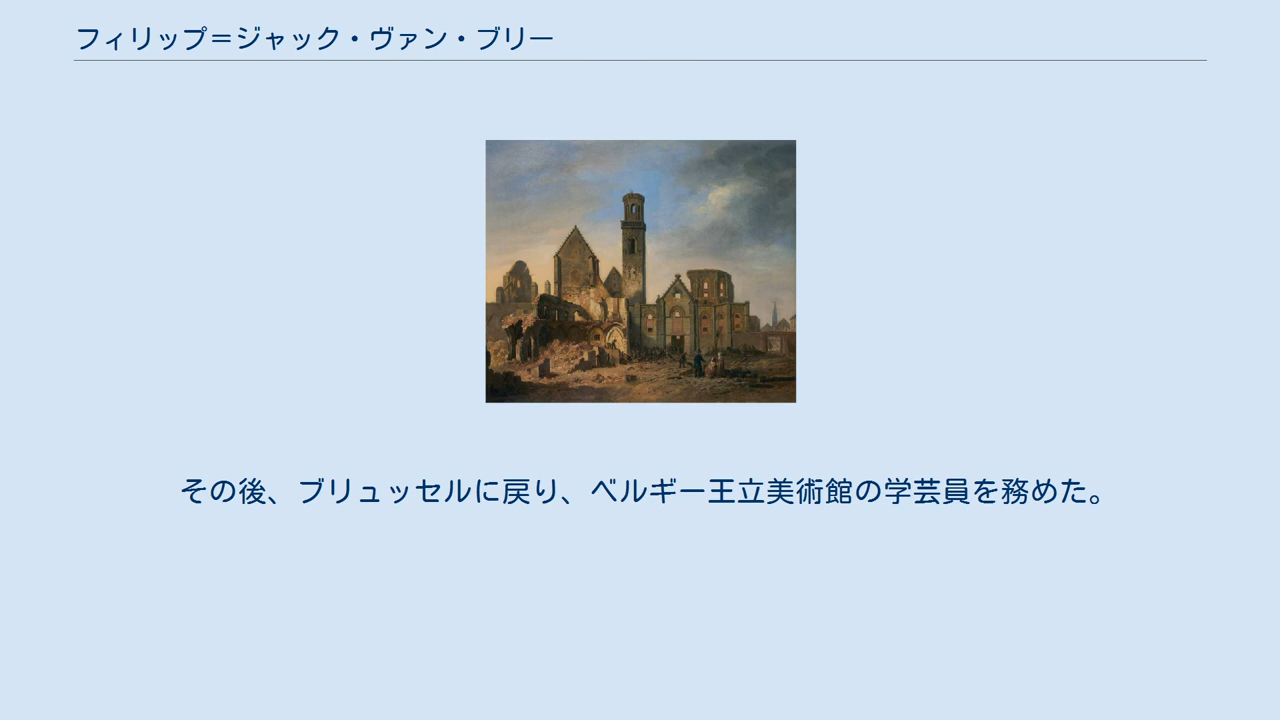 フィリップ＝ジャック・ヴァン・ブリー
その後、ブリュッセルに戻り、ベルギー王立美術館の学芸員を務めた。